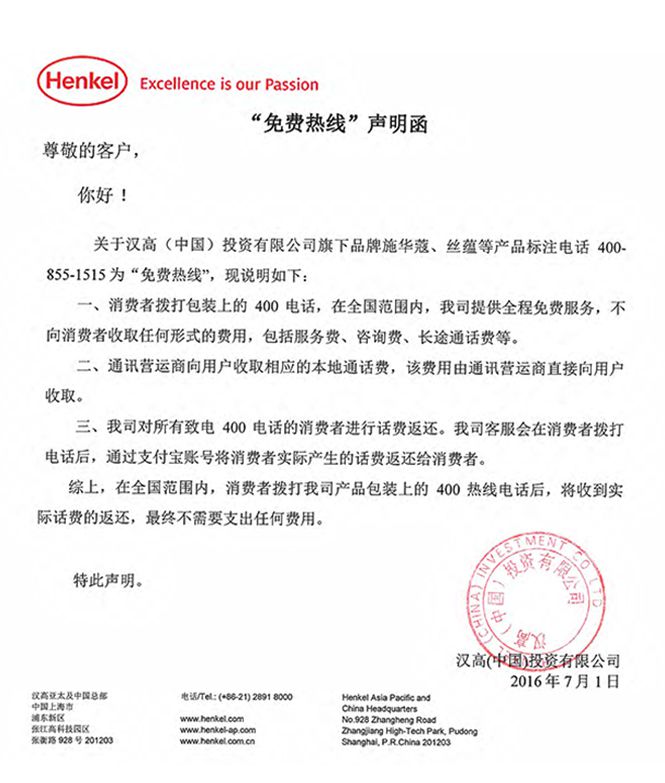 Henkel Excellence is our Passion
“免费热线”声明函
尊敬的客户，
你好！
关于汉高（中国）投资有限公司旗下品牌施华蔻、丝蕴等产品标注电话 400-
855-1515 为“免费热线”，现说明如下：
一、消费者拨打包装上的 400 电话，在全国范围内，我司提供全程免费服务，不
向消费者收取任何形式的费用，包括服务费、咨询费、长途通话费等。
二、通讯营运商向用户收取相应的本地通话费，该费用由通讯营运商直接向用户
收取。
三、我司对所有致电 400 电话的消费者进行话费返还。我司客服会在消费者拨打
电话后，通过支付宝账号将消费者实际产生的话费返还给消费者。
综上，在全国范围内，消费者拨打我司产品包装上的 400 热线电话后，将收到实
际话费的返还，最终不需要支出任何费用。
特此声明。
(CHINA) INVESTMENT CO LTD
汉高（中国）投资有限公司
汉高(中国)投资有限公司
2016 年 7 月 1 日
汉高亚太及中国总部
中国上海市
浦东新区
张江高科技园区
张衡路 928 号 201203
电话/Tel.: (+86-21) 2891 8000
www.henkel.com
www.henkel-ap.com
www.henkel.com.cn
Henkel Asia Pacific and
China Headquarters
No.928 Zhangheng Road
Zhangjiang High-Tech Park, Pudong
Shanghai, P.R.China 201203